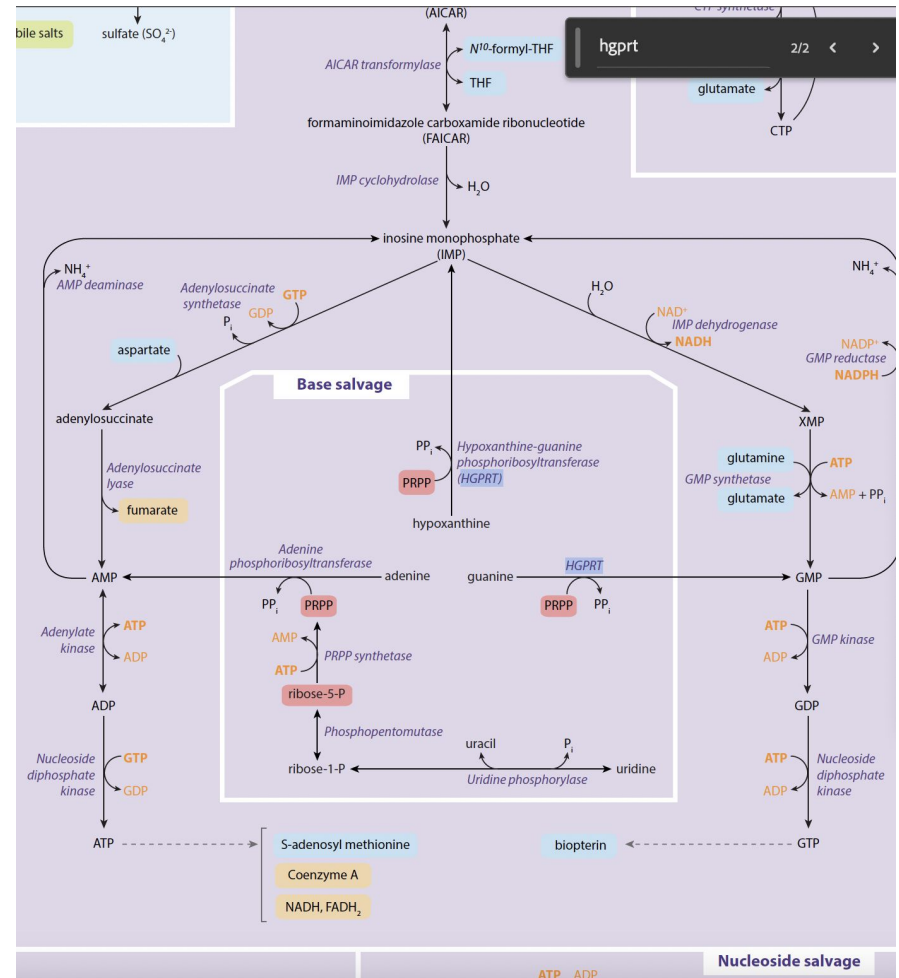 bile salts
sulfate (SO₄²⁻)
(AICAR)
N¹⁰-formyl-THF
AICAR transformylase
THF
hgprt
2/2
glutamate
CTP
formaminoimidazole carboxamide ribonucleotide
(FAICAR)
IMP cyclohydrolase
H₂O
inosine monophosphate
(IMP)
NH₄⁺
AMP deaminase
Adenylosuccinate
synthetase
GTP
GDP
Pᵢ
aspartate
H₂O
NAD⁺
IMP dehydrogenase
NADH
NH₄⁺
NADP⁺
GMP reductase
NADPH
Base salvage
adenylosuccinate
XMP
Adenylosuccinate
lyase
fumarate
PPᵢ
Hypoxanthine-guanine
phosphoribosyltransferase
(HGPRT)
PRPP
hypoxanthine
glutamine
ATP
GMP synthetase
glutamate
AMP + PPᵢ
AMP
Adenine
phosphoribosyltransferase
adenine
PPᵢ
PRPP
guanine
HGPRT
PRPP
PPᵢ
GMP
Adenylate
kinase
ATP
ADP
AMP
PRPP synthetase
ATP
ribose-5-P
ATP
GMP kinase
ADP
ADP
Phosphopentomutase
GDP
ribose-1-P
uracil
Pᵢ
Uridine phosphorylase
uridine
Nucleoside
diphosphate
kinase
GTP
GDP
ATP
Nucleoside
diphosphate
kinase
ADP
ATP
S-adenosyl methionine
Coenzyme A
NADH, FADH₂
biopterin
GTP
Nucleoside salvage
ATP ADP